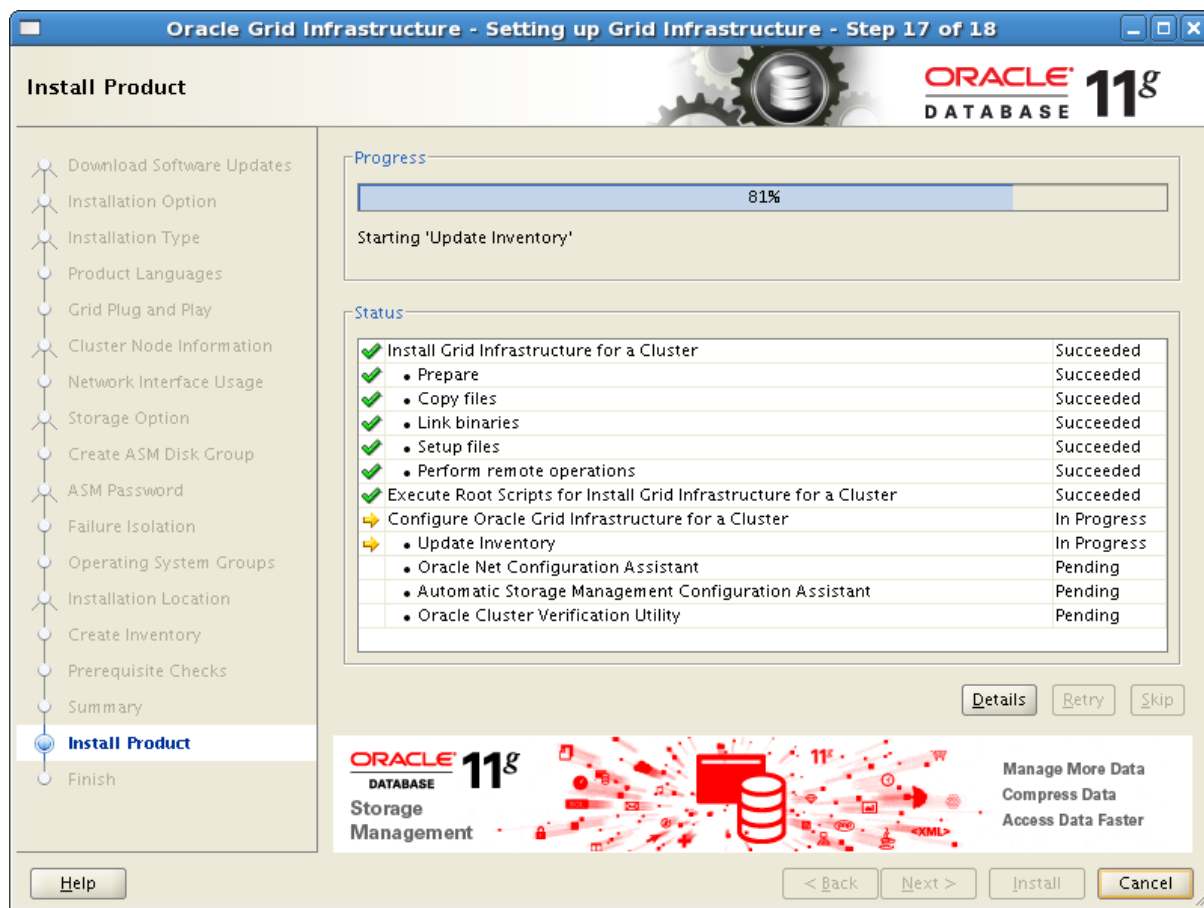 Oracle Grid Infrastructure - Setting up Grid Infrastructure - Step 17 of 18
Install Product
ORACLE
DATABASE 11g
Download Software Updates
Installation Option
Installation Type
Product Languages
Grid Plug and Play
Cluster Node Information
Network Interface Usage
Storage Option
Create ASM Disk Group
ASM Password
Failure Isolation
Operating System Groups
Installation Location
Create Inventory
Prerequisite Checks
Summary
Install Product
Finish
Progress
81%
Starting 'Update Inventory'
Status
Install Grid Infrastructure for a Cluster Succeeded
• Prepare Succeeded
• Copy files Succeeded
• Link binaries Succeeded
• Setup files Succeeded
• Perform remote operations Succeeded
Execute Root Scripts for Install Grid Infrastructure for a Cluster Succeeded
Configure Oracle Grid Infrastructure for a Cluster In Progress
• Update Inventory In Progress
• Oracle Net Configuration Assistant Pending
• Automatic Storage Management Configuration Assistant Pending
• Oracle Cluster Verification Utility Pending
Details Retry Skip
ORACLE
DATABASE 11g
Storage
Management
11g
<XML>
Manage More Data
Compress Data
Access Data Faster
Help < Back Next > Install Cancel